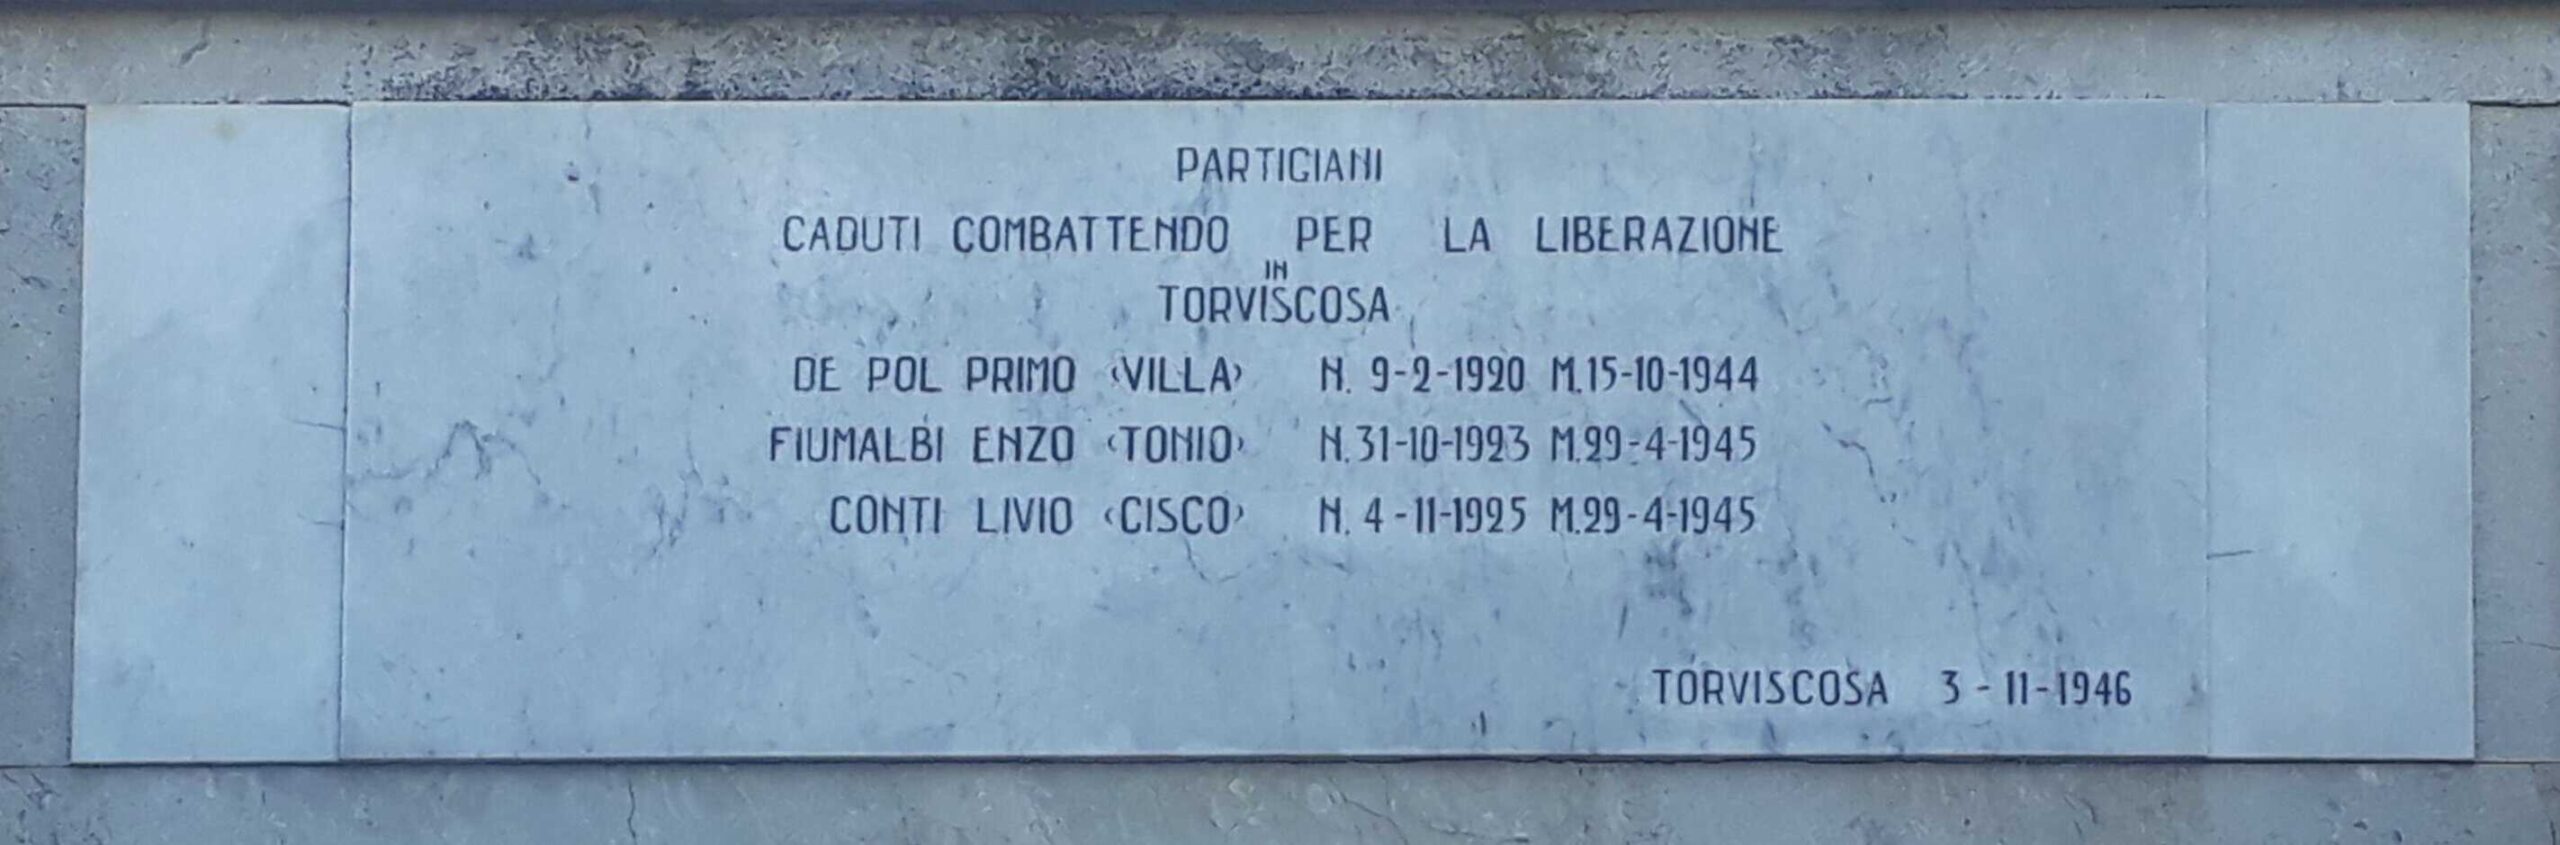 PARTIGIANI
CADUTI COMBATTENDO PER LA LIBERAZIONE
IN
TORVISCOSA
DE POL PRIMO ‹VILLA› N. 9-2-1920 M.15-10-1944
FIUMALBI ENZO ‹TONIO› N.31-10-1923 M.29-4-1945
CONTI LIVIO ‹CISCO› N. 4-11-1925 M.29-4-1945
TORVISCOSA 3-11-1946